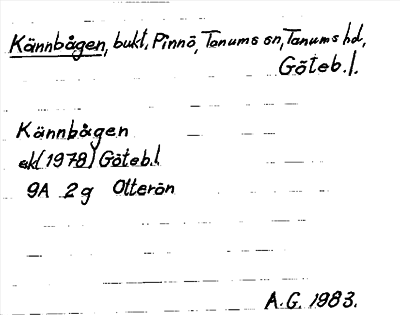 Kännbågen, bukt, Pinnö, Tanums sn, Tanums hd,
Göteb.l.
Kännbågen
ek(1978) Göteb.l
9A 2g Otterön
A.G. 1983.